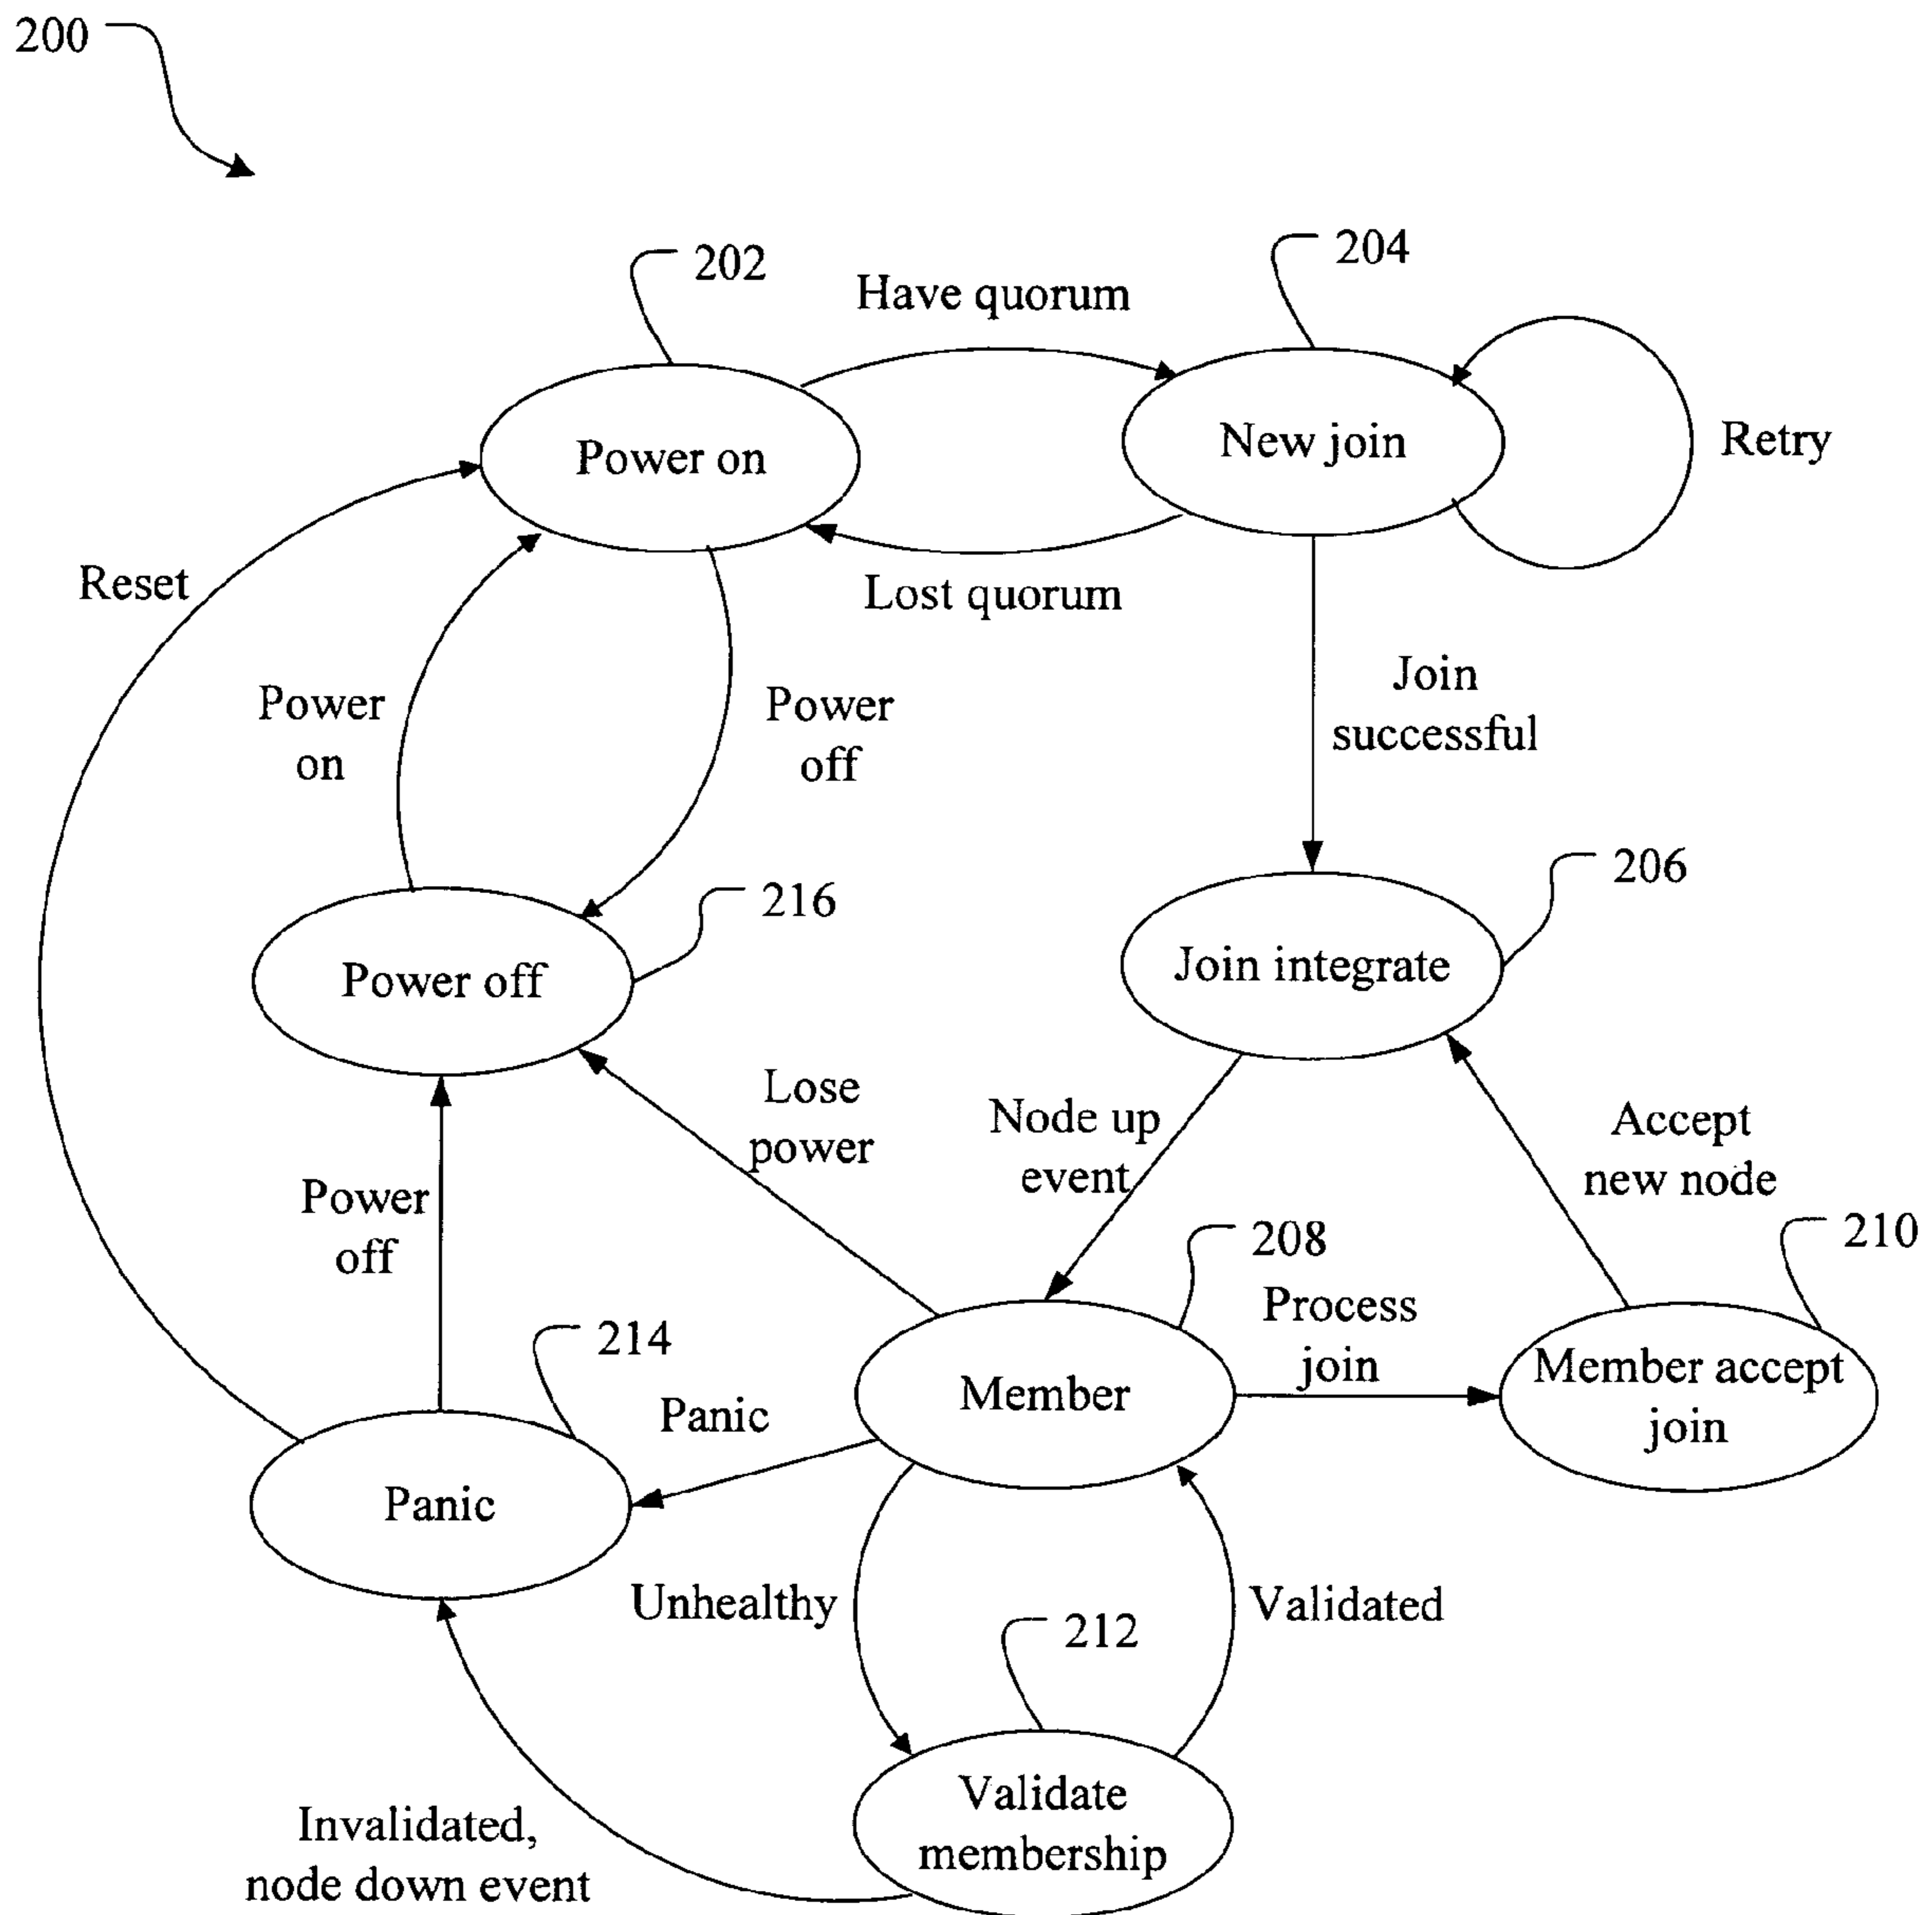 200
202
204
Have quorum
Power on
New join
Retry
Reset
Lost quorum
Join
successful
Power
on
Power
off
216
206
Power off
Join integrate
Lose
power
Node up
event
Accept
new node
Power
off
208
210
Process
join
214
Panic
Member
Member accept
join
Panic
Unhealthy
Validated
212
Validate
membership
Invalidated,
node down event